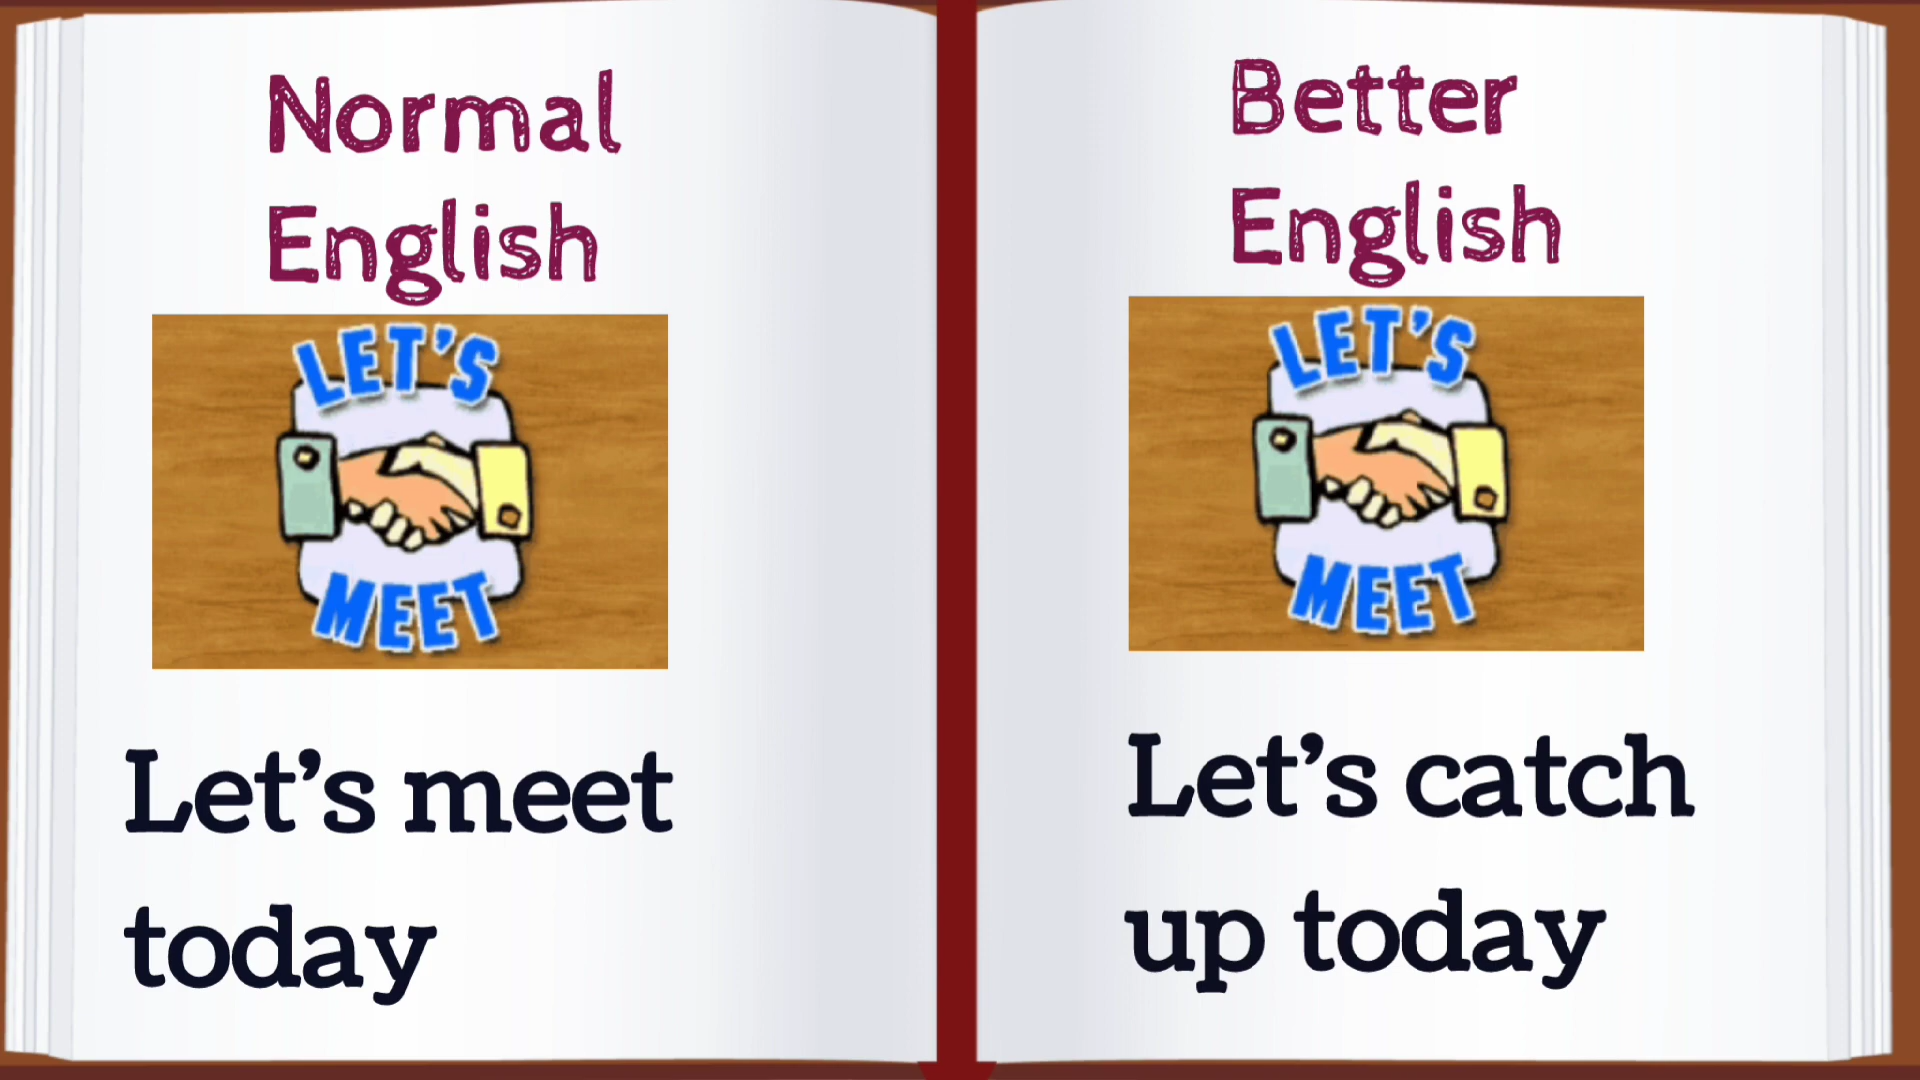 Normal
English
LET'S
MEET
Let's meet
today
Better
English
LET'S
MEET
Let's catch
up today